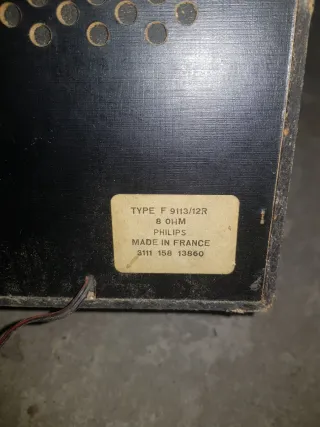 TYPE F 9113/12R
8 OHM
PHILIPS
MADE IN FRANCE
3111 158 13860